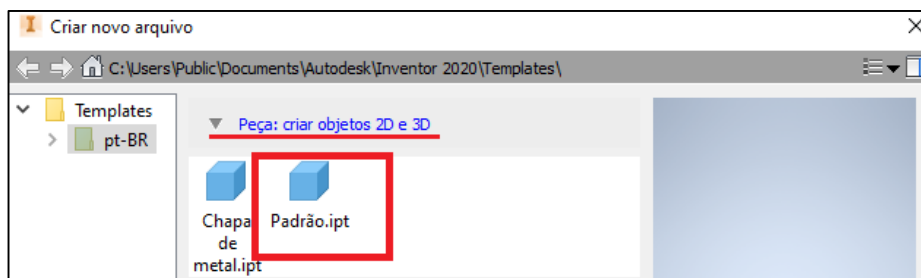 Criar novo arquivo
C:\Users\Public\Documents\Autodesk\Inventor 2020\Templates\
Templates
pt-BR
Peça: criar objetos 2D e 3D
Chapa
de
metal.ipt
Padrão.ipt